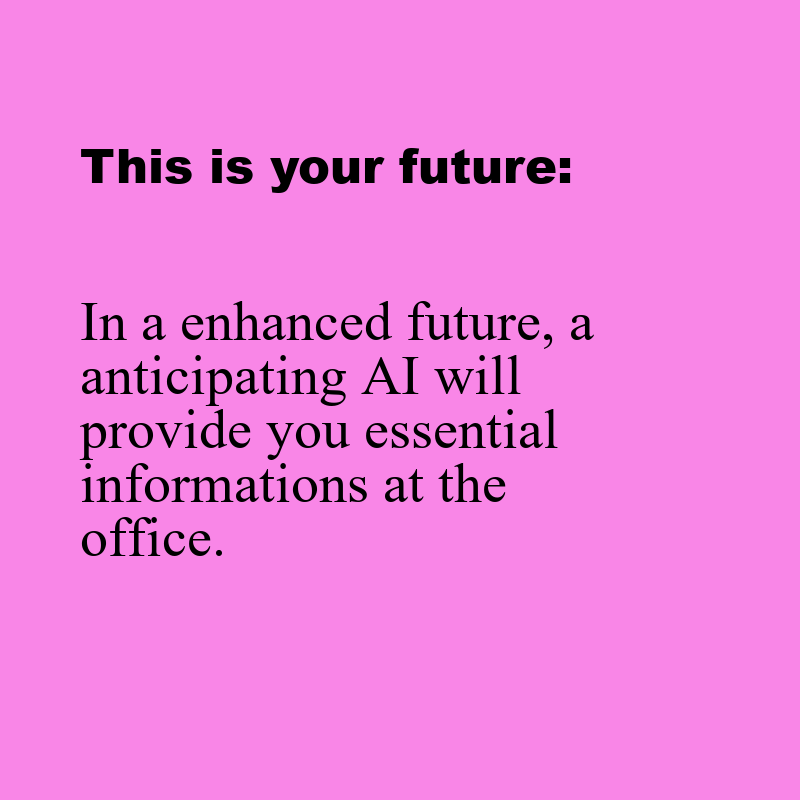 This is your future:
In a enhanced future, a
anticipating AI will
provide you essential
informations at the
office.